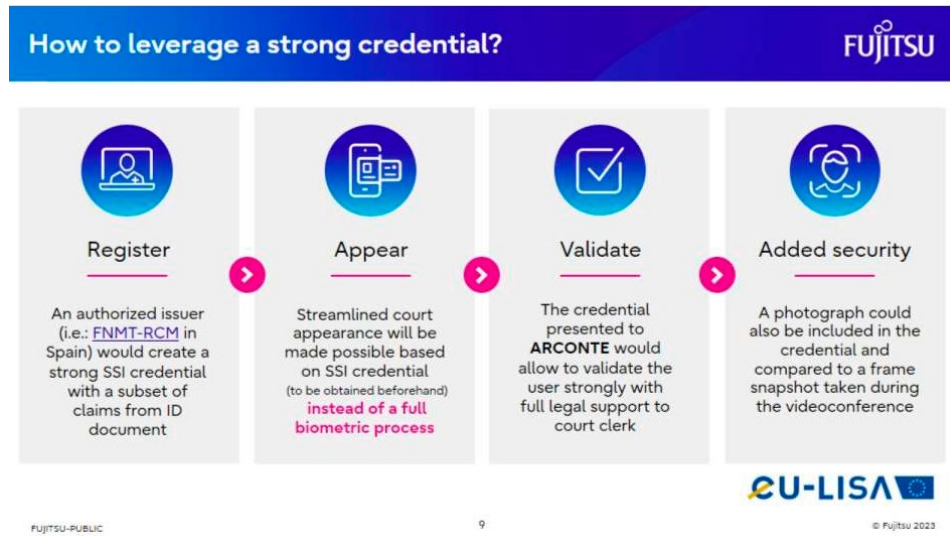 How to leverage a strong credential?
FUJITSU
Register
An authorized issuer
(i.e.: FNMT-RCM in
Spain) would create a
strong SSI credential
with a subset of
claims from ID
document
Appear
Streamlined court
appearance will be
made possible based
on SSI credential
(to be obtained beforehand)
instead of a full
biometric process
Validate
The credential
presented to
ARCONTE would
allow to validate the
user strongly with
full legal support to
court clerk
Added security
A photograph could
also be included in the
credential and
compared to a frame
snapshot taken during
the videoconference
eU-LISA
FUJITSU-PUBLIC
9
© Fujitsu 2023